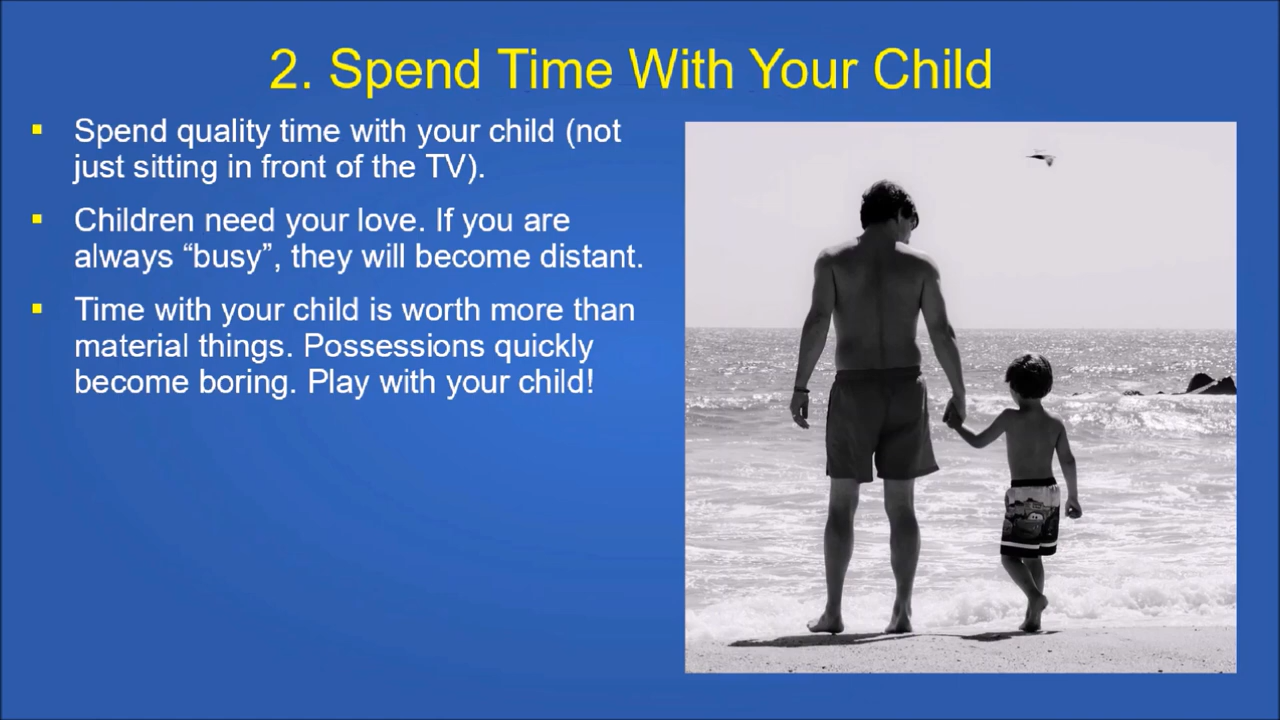 2. Spend Time With Your Child
Spend quality time with your child (not
just sitting in front of the TV).
Children need your love. If you are
always “busy”, they will become distant.
Time with your child is worth more than
material things. Possessions quickly
become boring. Play with your child!